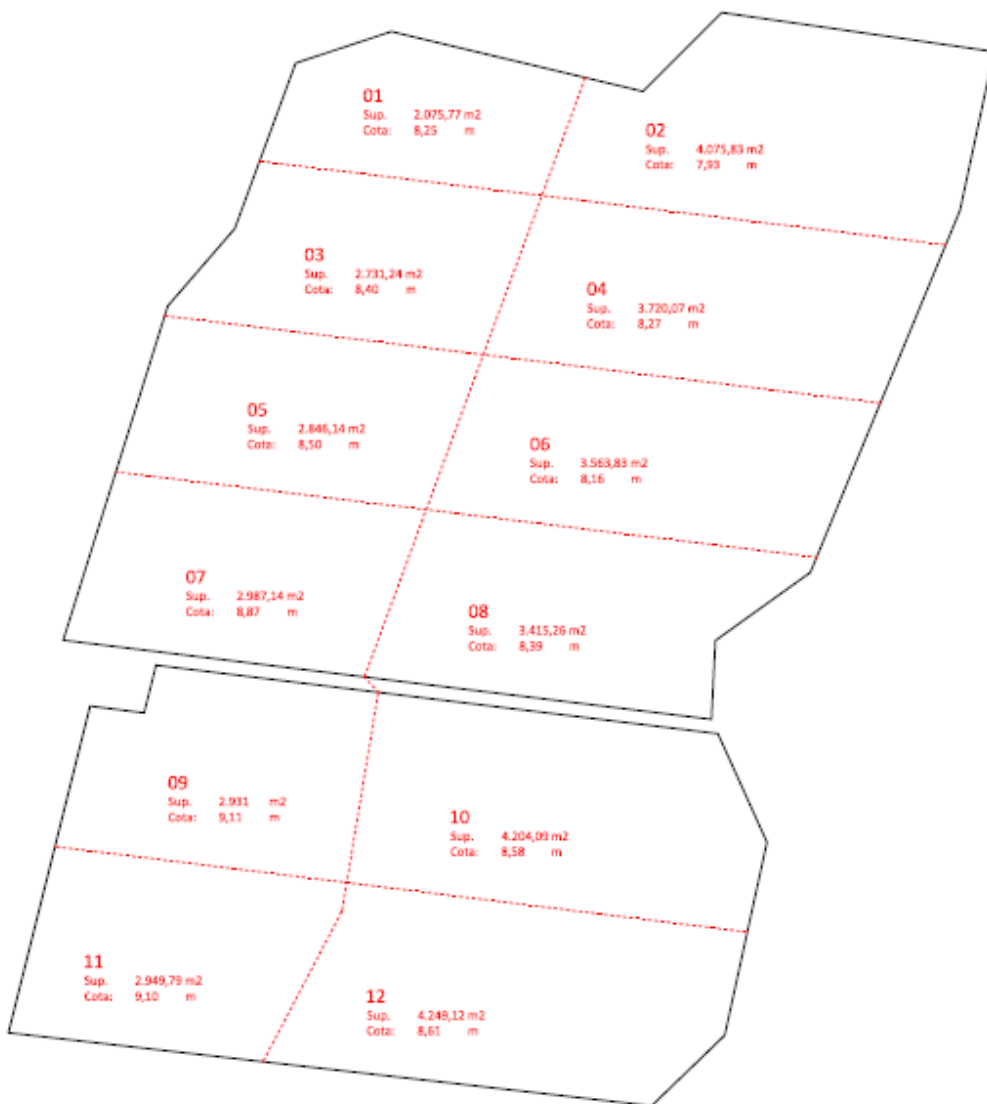 01
Sup. 2.075,77 m2
Cota: 8,25 m
02
Sup. 4.075,83 m2
Cota: 7,93 m
03
Sup. 2.731,24 m2
Cota: 8,40 m
04
Sup. 3.720,07 m2
Cota: 8,27 m
05
Sup. 2.846,14 m2
Cota: 8,50 m
06
Sup. 3.563,83 m2
Cota: 8,16 m
07
Sup. 2.987,14 m2
Cota: 8,87 m
08
Sup. 3.415,26 m2
Cota: 8,39 m
09
Sup. 2.931 m2
Cota: 9,11 m
10
Sup. 4.204,09 m2
Cota: 8,58 m
11
Sup. 2.949,79 m2
Cota: 9,10 m
12
Sup. 4.249,12 m2
Cota: 8,61 m